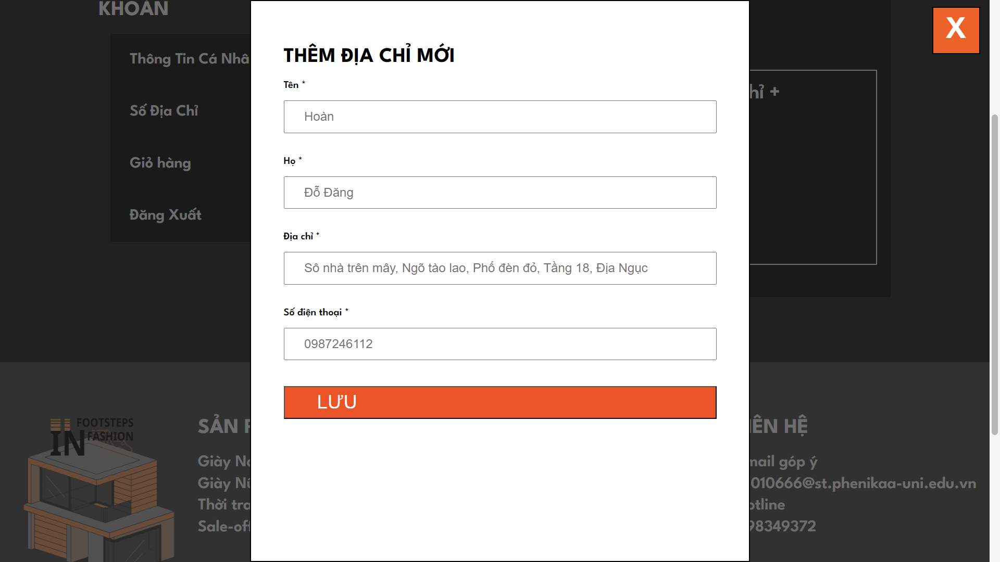 KHOẢN
Thông Tin Cá Nhâ
Số Địa Chỉ
Giỏ hàng
Đăng Xuất
THÊM ĐỊA CHỈ MỚI
Tên *
Hoàn
Họ *
Đỗ Đăng
Địa chỉ *
Sô nhà trên mây, Ngõ tào lao, Phố đèn đỏ, Tầng 18, Địa Ngục
Số điện thoại *
0987246112
LƯU
hỉ +
X
FOOTSTEPS
IN FASHION
SẢN
Giày
Giày
Thời tra
Sale-off
IÊN HỆ
mail góp ý
010666@st.phenikaa-uni.edu.vn
otline
98349372